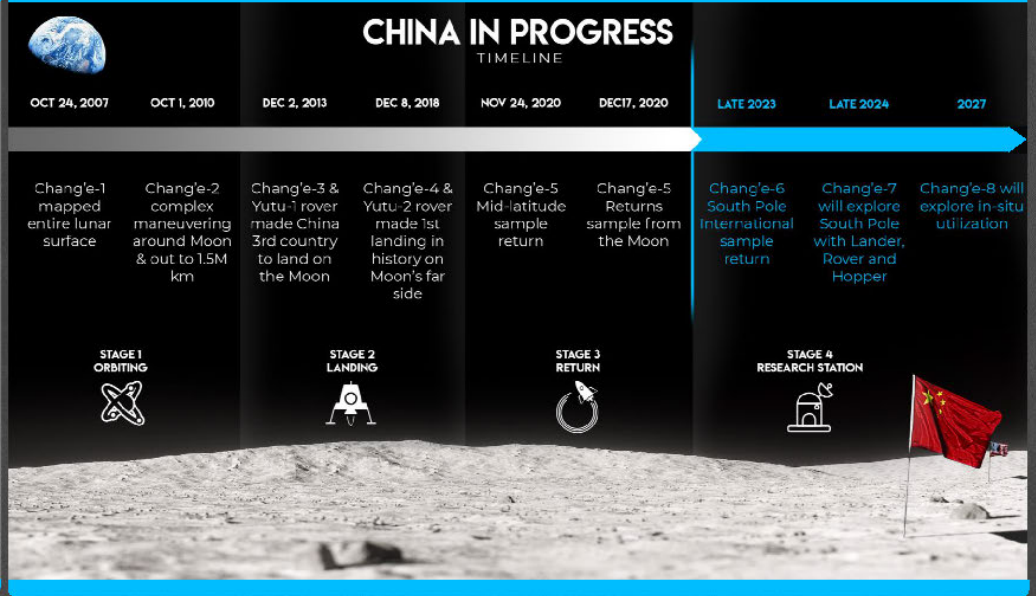 CHINA IN PROGRESS
TIMELINE
OCT 24, 2007
OCT 1, 2010
DEC 2, 2013
DEC 8, 2018
NOV 24, 2020
DEC17, 2020
LATE 2023
LATE 2024
2027
Chang'e-1
mapped
entire lunar
surface
Chang'e-2
complex
maneuvering
around Moon
& out to 1.5M
km
Chang'e-3 &
Yutu-1 rover
made China
3rd country
to land on
the Moon
Chang'e-4 &
Yutu-2 rover
made 1st
landing in
history on
Moon's far
side
Chang'e-5
Mid-latitude
sample
return
Chang'e-5
Returns
sample from
the Moon
Chang'e-6
South Pole
International
sample
return
Chang'e-7
will explore
South Pole
with Lander,
Rover and
Hopper
Chang'e-8 will
explore in-situ
utilization
STAGE 1
ORBITING
STAGE 2
LANDING
STAGE 3
RETURN
STAGE 4
RESEARCH STATION